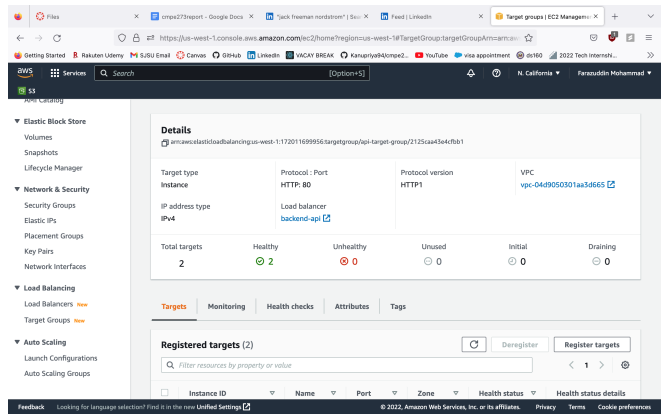 Files
cmpe273report - Google Docs
"jack freeman nordstrom" | Sear
Feed | LinkedIn
Target groups | EC2 Managemen
https://us-west-1.console.aws.amazon.com/ec2/home?region=us-west-1#TargetGroup:targetGroupArn=arn:aws
Getting Started
B. Rakuten Udemy
SJSU Email
Canvas
GitHub
LinkedIn
VACAY BREAK
Kanupriya94/cmpe2...
YouTube
visa appointment
ds160
2022 Tech Internshi...
aws
Services
Search
[Option+S]
N. California
Farazuddin Mohammad
S3
AMI Catalog
Elastic Block Store
Volumes
Snapshots
Lifecycle Manager
Network & Security
Security Groups
Elastic IPs
Placement Groups
Key Pairs
Network Interfaces
Load Balancing
Load Balancers New
Target Groups New
Auto Scaling
Launch Configurations
Auto Scaling Groups
Details
arn:aws:elasticloadbalancing:us-west-1:172011699956:targetgroup/api-target-group/2125caa43e4cfbb1
Target type
Instance
Protocol : Port
HTTP: 80
Protocol version
HTTP1
VPC
vpc-04d9050301aa3d665
IP address type
IPv4
Load balancer
backend-api
Total targets
2
Healthy
2
Unhealthy
0
Unused
0
Initial
0
Draining
0
Targets
Monitoring
Health checks
Attributes
Tags
Registered targets (2)
Deregister
Register targets
Filter resources by property or value
1
Instance ID
Name
Port
Zone
Health status
Health status details
Feedback
Looking for language selection? Find it in the new Unified Settings
© 2022, Amazon Web Services, Inc. or its affiliates.
Privacy
Terms
Cookie preferences